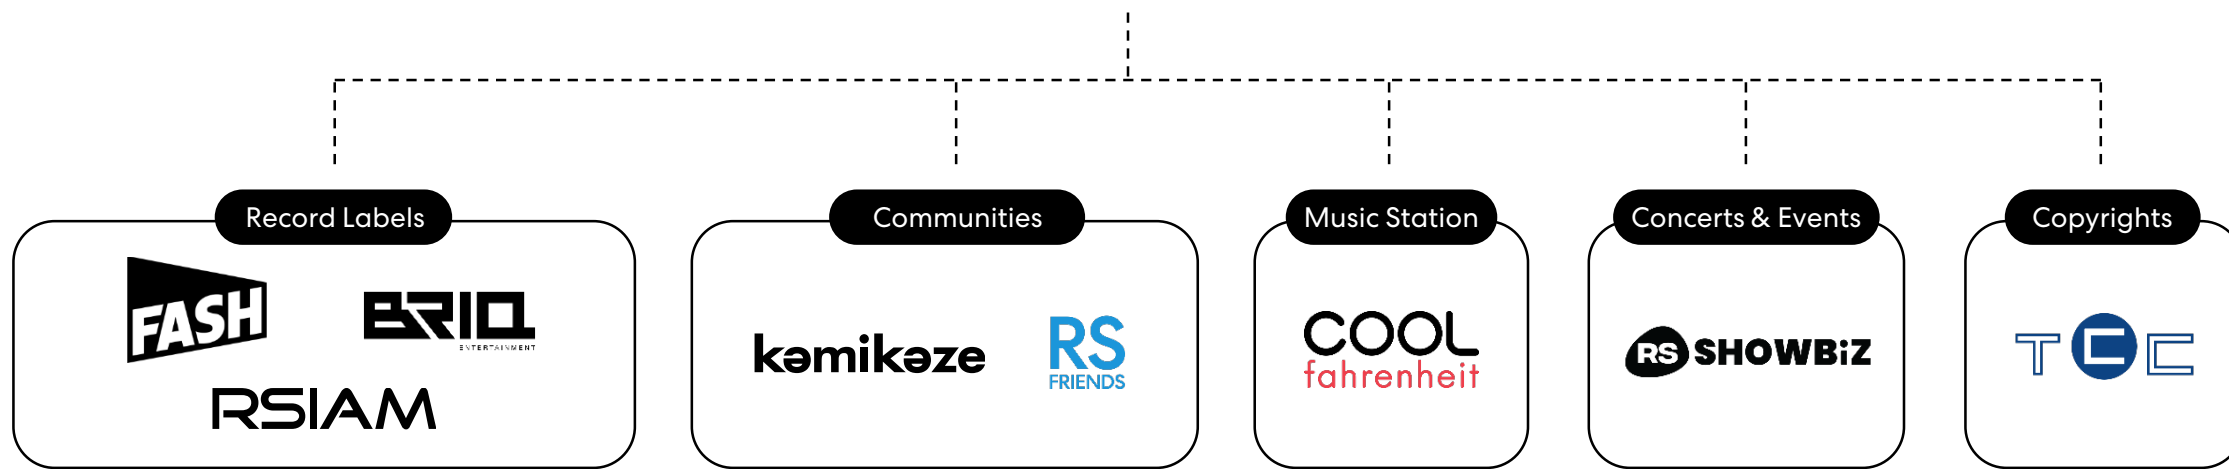 Record Labels
FASH
BRIQ
ENTERTAINMENT
RSIAM
Communities
kəmikəze
RS
FRIENDS
Music Station
COOL
fahrenheit
Concerts & Events
RS SHOWBiZ
Copyrights
TCC